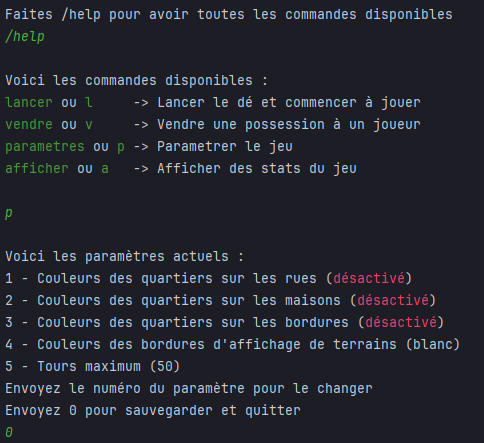 Faites /help pour avoir toutes les commandes disponibles
/help
Voici les commandes disponibles :
lancer ou l -> Lancer le dé et commencer à jouer
vendre ou v -> Vendre une possession à un joueur
parametres ou p -> Parametrer le jeu
afficher ou a -> Afficher des stats du jeu
p
Voici les paramètres actuels :
1 - Couleurs des quartiers sur les rues (désactivé)
2 - Couleurs des quartiers sur les maisons (désactivé)
3 - Couleurs des quartiers sur les bordures (désactivé)
4 - Couleurs des bordures d'affichage de terrains (blanc)
5 - Tours maximum (50)
Envoyez le numéro du paramètre pour le changer
Envoyez 0 pour sauvegarder et quitter
0